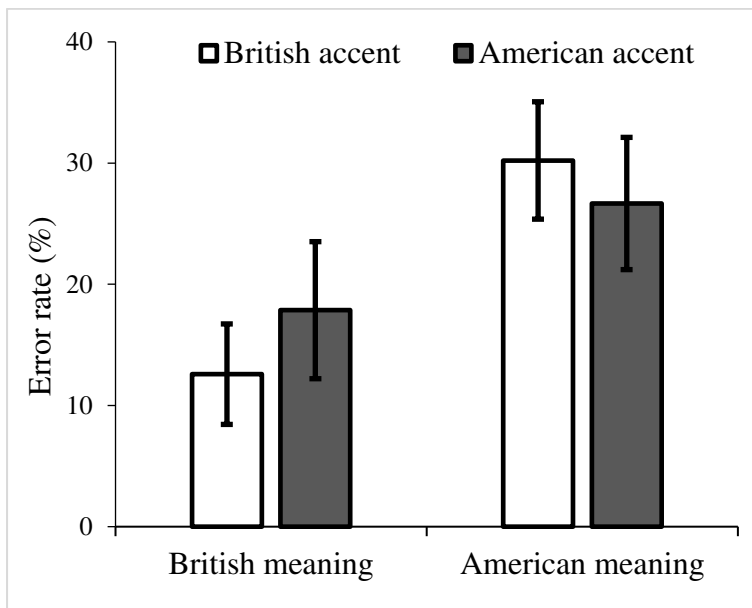 40
British accent American accent
30
20
10
0
Error rate (%)
British meaning American meaning